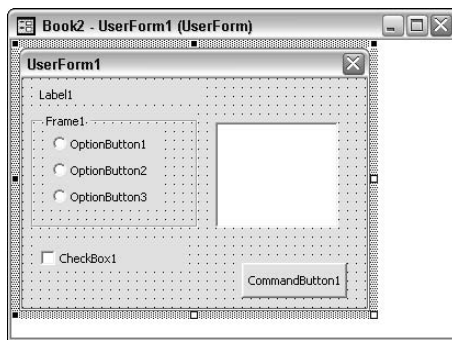 Book2 - UserForm1 (UserForm)
UserForm1
Label1
Frame1
OptionButton1
OptionButton2
OptionButton3
CheckBox1
CommandButton1